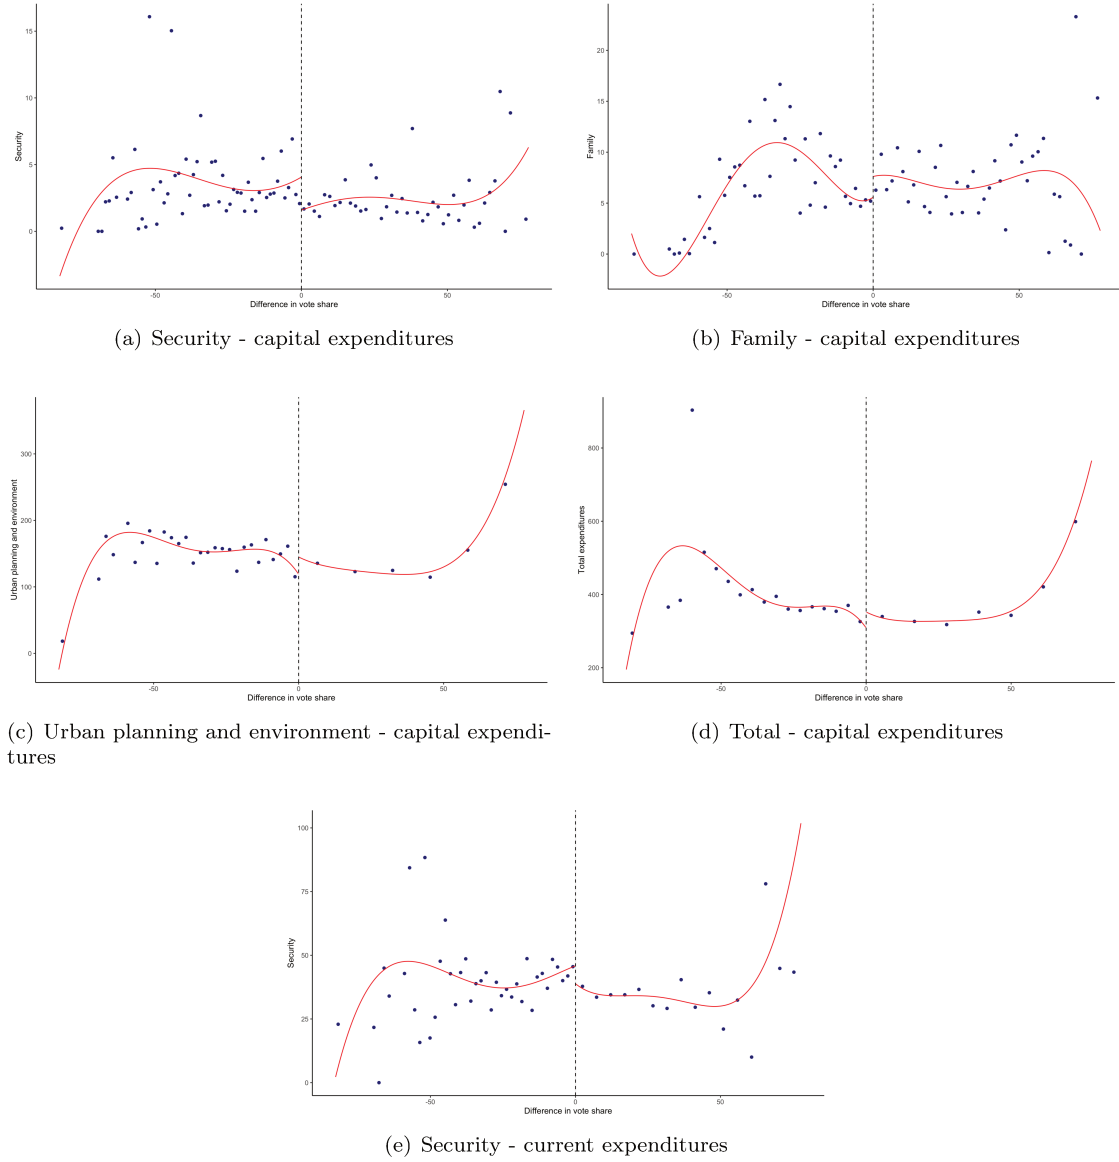 15
10
5
0
Security
-50
0
50
Difference in vote share
(a) Security - capital expenditures
20
15
10
5
0
Family
-50
0
50
Difference in vote share
(b) Family - capital expenditures
300
200
100
0
Urban planning and environment
-50
0
50
Difference in vote share
(c) Urban planning and environment - capital expendi-
tures
800
600
400
200
Total expenditures
-50
0
50
Difference in vote share
(d) Total - capital expenditures
100
75
50
25
0
Security
-50
0
50
Difference in vote share
(e) Security - current expenditures